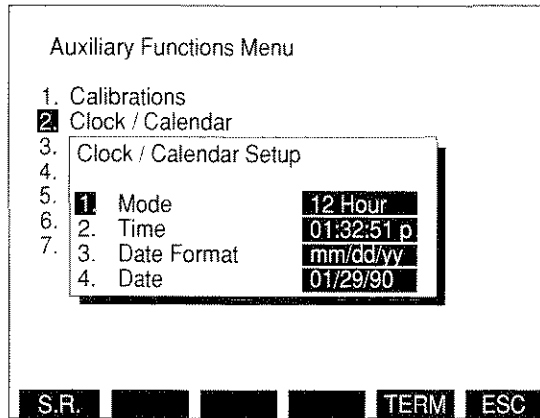 Auxiliary Functions Menu
1. Calibrations
2. Clock / Calendar
3.
4.
5.
6.
7.
Clock / Calendar Setup
1. Mode 12 Hour
2. Time 01:32:51 p
3. Date Format mm/dd/yy
4. Date 01/29/90
S.R. TERM ESC